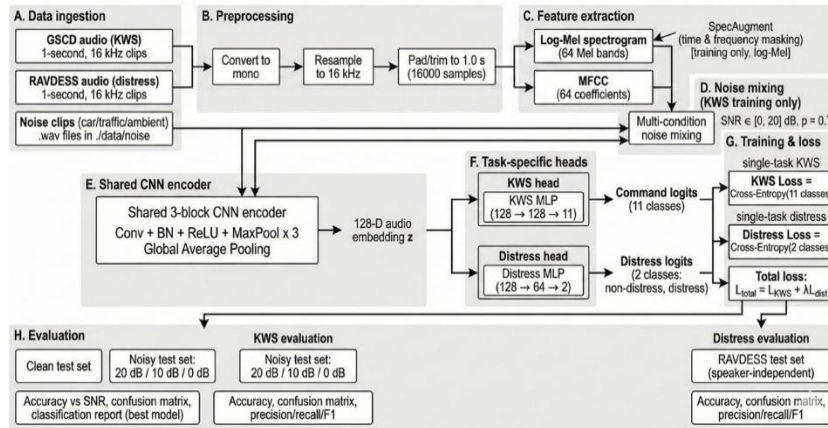 A. Data ingestion
GSCD audio (KWS)
1-second, 16 kHz clips
RAVDESS audio (distress)
1-second, 16 kHz clips
Noise clips (car/traffic/ambient)
.wav files in ./data/noise
B. Preprocessing
Convert to
mono
Resample
to 16 kHz
Pad/trim to 1.0 s
(16000 samples)
C. Feature extraction
Log-Mel spectrogram
(64 Mel bands)
MFCC
(64 coefficients)
SpecAugment
(time & frequency masking)
[training only, log-Mel]
D. Noise mixing
(KWS training only)
SNR ∈ [0, 20] dB, p = 0.7
Multi-condition
noise mixing
E. Shared CNN encoder
Shared 3-block CNN encoder
Conv + BN + ReLU + MaxPool x 3
Global Average Pooling
128-D audio
embedding z
F. Task-specific heads
KWS head
KWS MLP
(128 → 128 → 11)
Distress head
Distress MLP
(128 → 64 → 2)
Command logits
(11 classes)
Distress logits
(2 classes:
non-distress, distress)
G. Training & loss
single-task KWS
KWS Loss =
Cross-Entropy(11 classes
single-task distress
Distress Loss =
Cross-Entropy(2 classes
Total loss:
Ltotal = LKWS + λLdist
H. Evaluation
Clean test set
Noisy test set:
20 dB / 10 dB / 0 dB
Accuracy vs SNR, confusion matrix,
classification report (best model)
KWS evaluation
Noisy test set:
20 dB / 10 dB / 0 dB
Accuracy, confusion matrix,
precision/recall/F1
Distress evaluation
RAVDESS test set
(speaker-independent)
Accuracy, confusion matrix,
precision/recall/F1